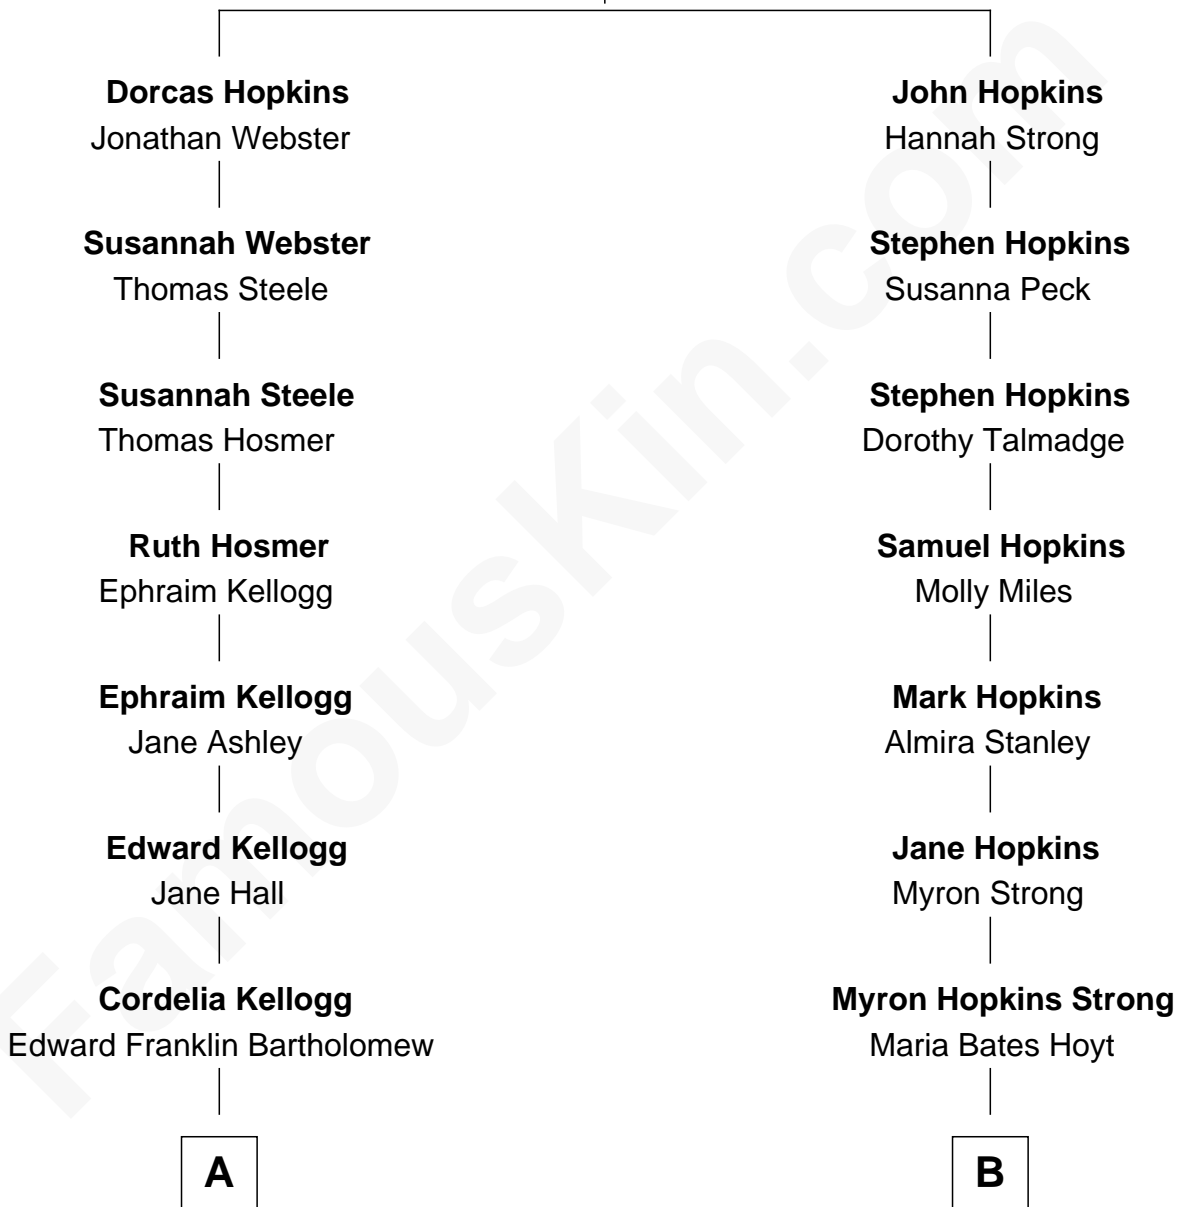 Dorcas Hopkins
Jonathan Webster
Susannah Webster
Thomas Steele
Susannah Steele
Thomas Hosmer
Ruth Hosmer
Ephraim Kellogg
Ephraim Kellogg
Jane Ashley
Edward Kellogg
Jane Hall
Cordelia Kellogg
Edward Franklin Bartholomew
A
John Hopkins
Hannah Strong
Stephen Hopkins
Susanna Peck
Stephen Hopkins
Dorothy Talmadge
Samuel Hopkins
Molly Miles
Mark Hopkins
Almira Stanley
Jane Hopkins
Myron Strong
Myron Hopkins Strong
Maria Bates Hoyt
B
FamousKin.com